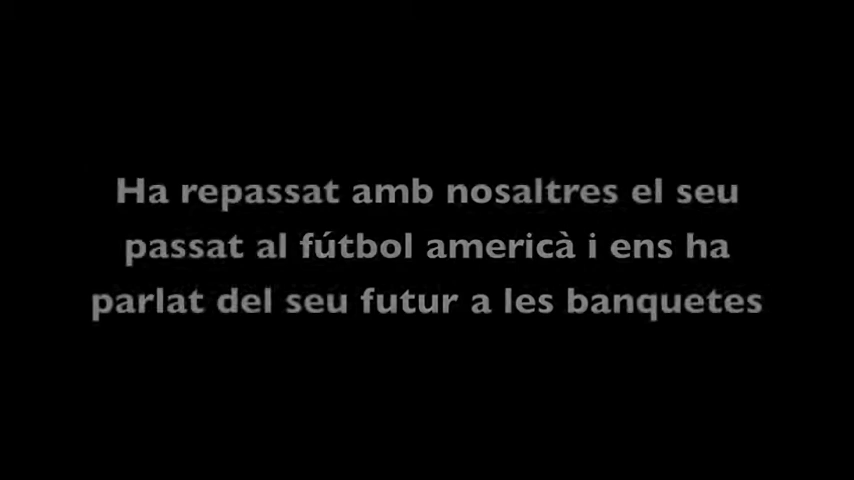 Ha repassat amb nosaltres el seu
passat al fútbol americà i ens ha
parlat del seu futur a les banquetes